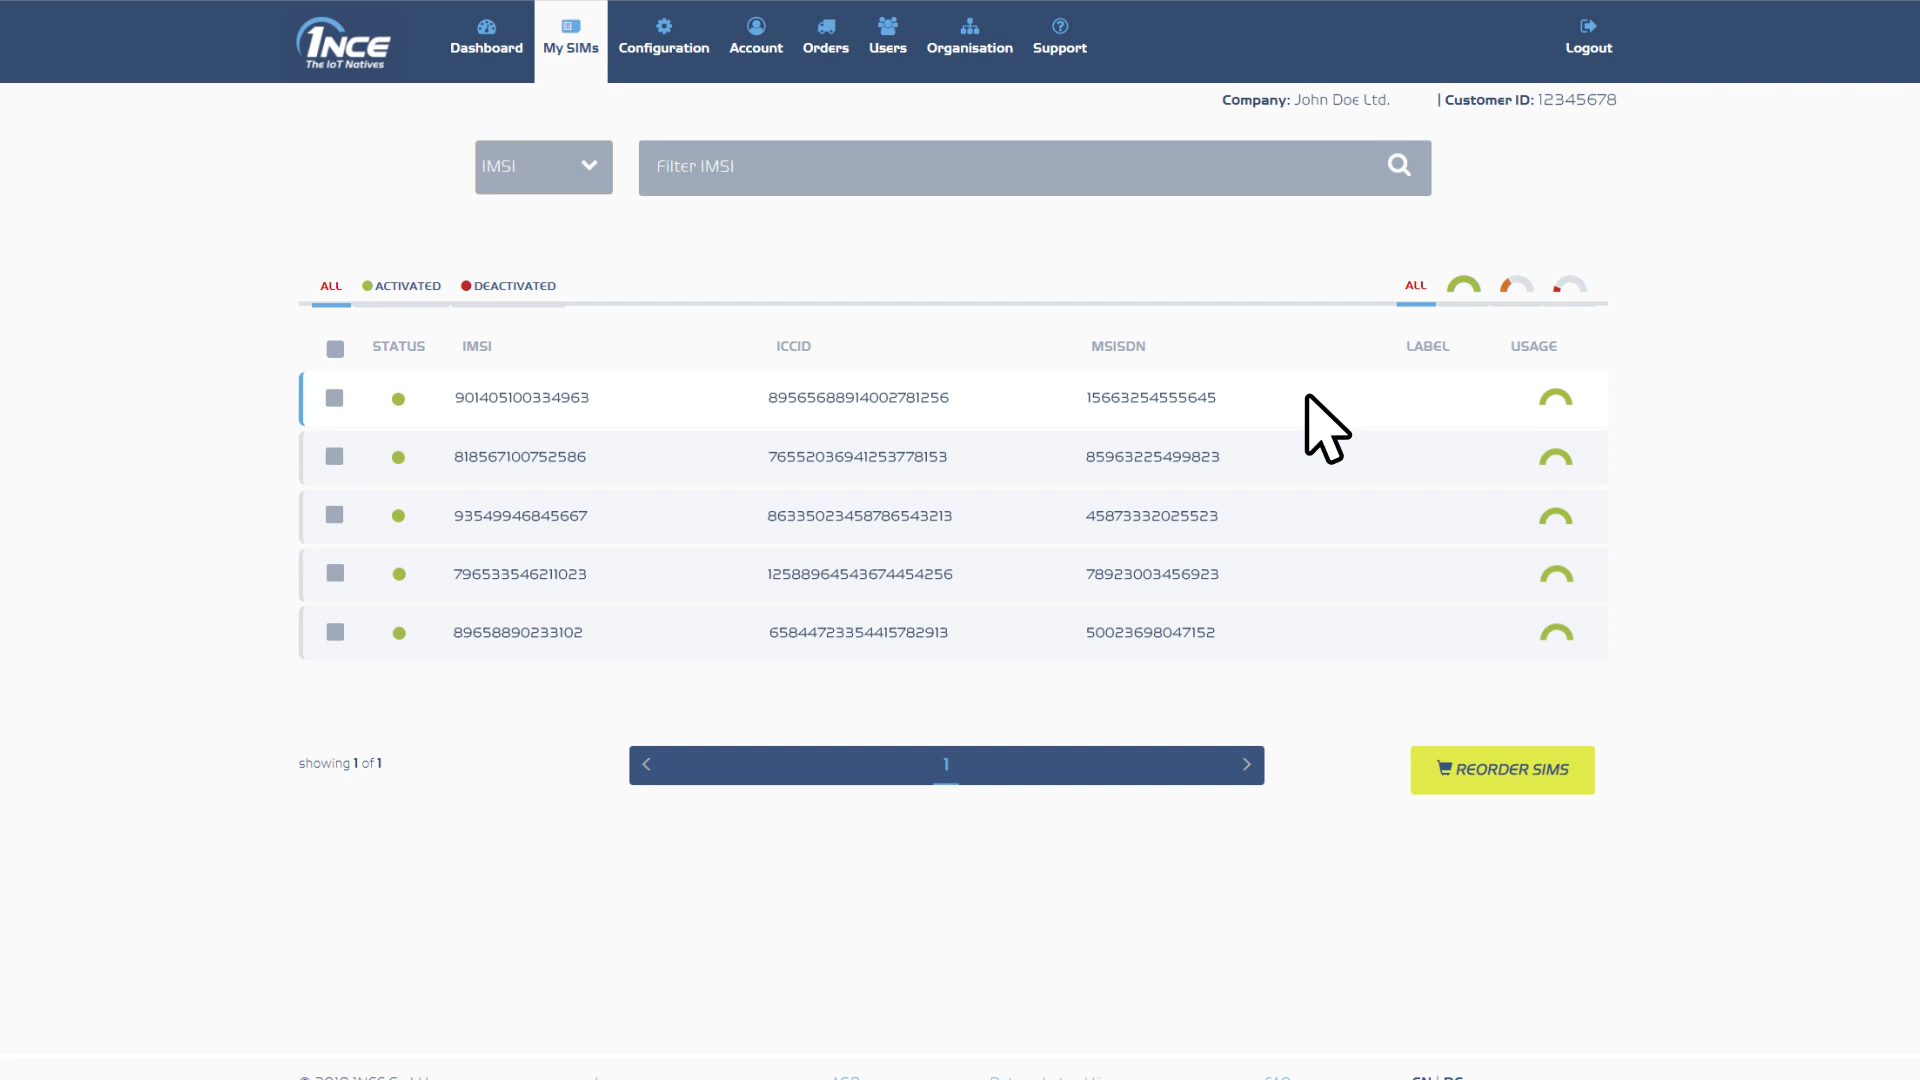 1NCE
The IoT Natives
Dashboard
My SIMs
Configuration
Account
Orders
Users
Organisation
Support
Logout
Company: John Doe Ltd. | Customer ID: 12345678
IMSI
Filter IMSI
ALL ACTIVATED DEACTIVATED ALL
STATUS IMSI ICCID MSISDN LABEL USAGE
901405100334963 89565688914002781256 15663254555645
818567100752586 76552036941253778153 85963225499823
93549946845667 86335023458786543213 45873332025523
796533546211023 12588964543674454256 78923003456923
89658890233102 65844723354415782913 50023698047152
showing 1 of 1
< 1 >
REORDER SIMS